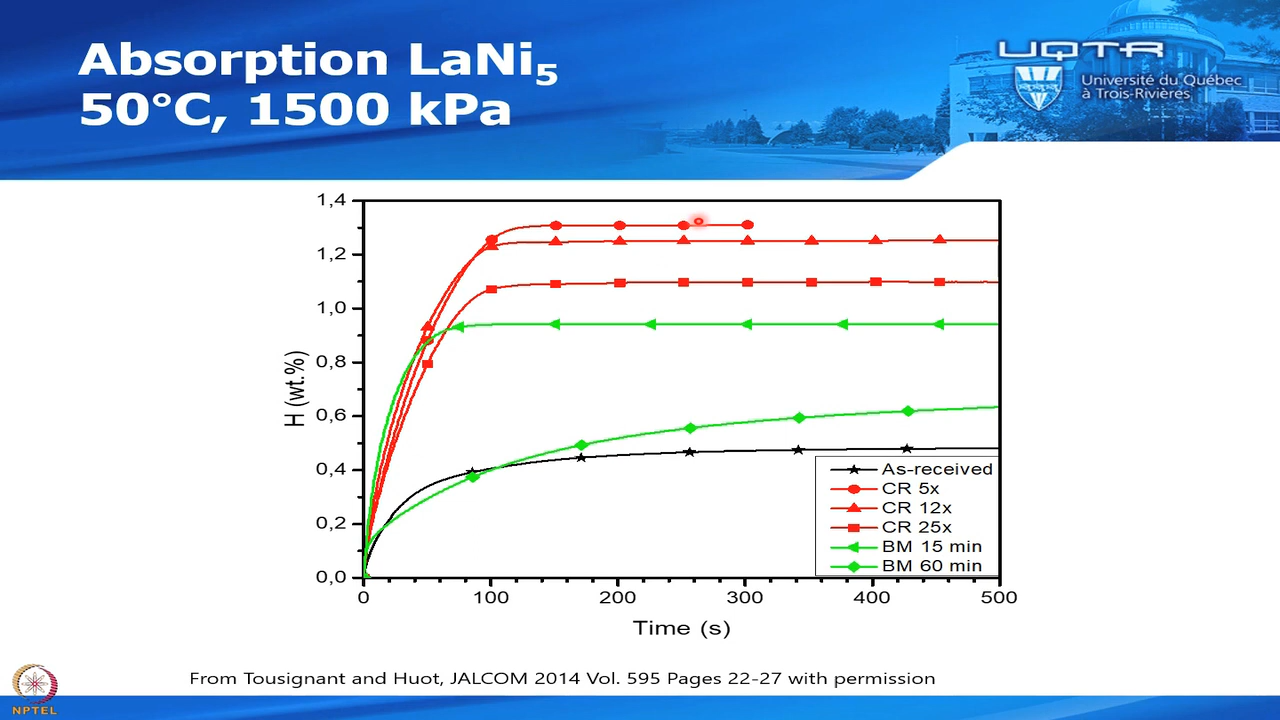 Absorption LaNi5
50°C, 1500 kPa
UQTR
Université du Québec
à Trois-Rivières
1,4
1,2
1,0
0,8
0,6
0,4
0,2
0,0
H (wt.%)
0 100 200 300 400 500
Time (s)
As-received
CR 5x
CR 12x
CR 25x
BM 15 min
BM 60 min
From Tousignant and Huot, JALCOM 2014 Vol. 595 Pages 22-27 with permission
NPTEL